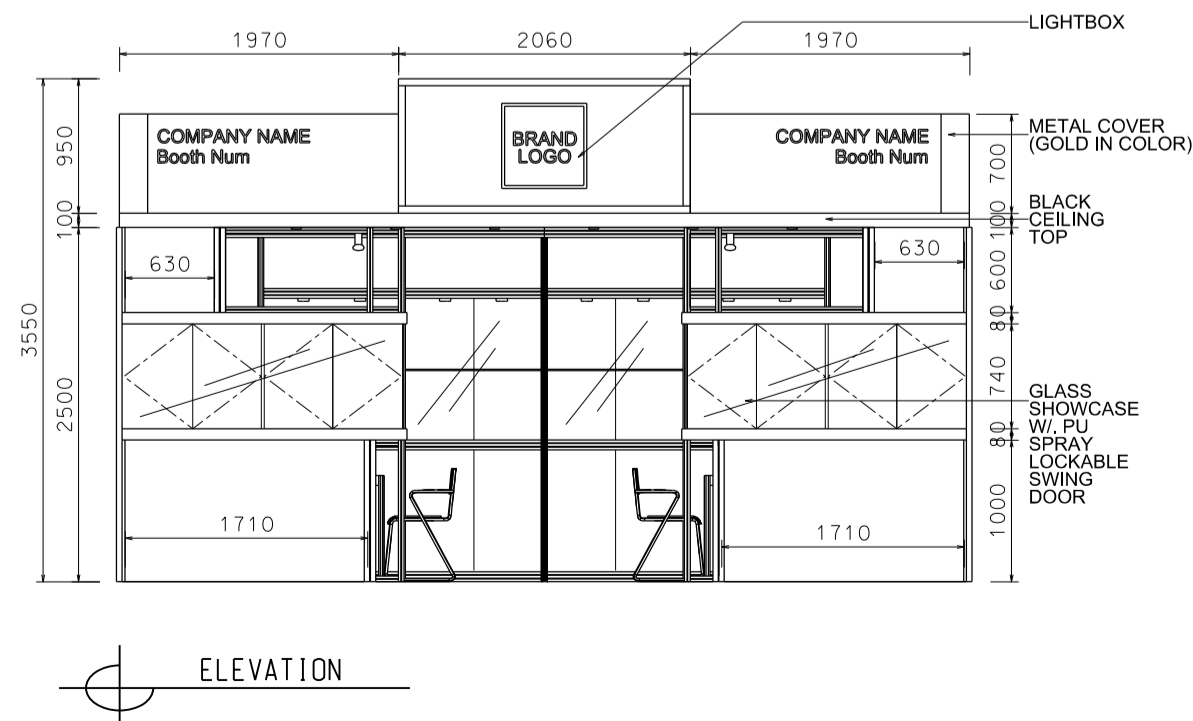 LIGHTBOX
1970
2060
1970
COMPANY NAME
Booth Num
BRAND
LOGO
COMPANY NAME
Booth Num
METAL COVER
(GOLD IN COLOR)
950
700
100
100
BLACK
CEILING
TOP
630
630
600
3550
2500
80
740
80
GLASS
SHOWCASE
W/. PU
SPRAY
LOCKABLE
SWING
DOOR
1000
1710
1710
ELEVATION